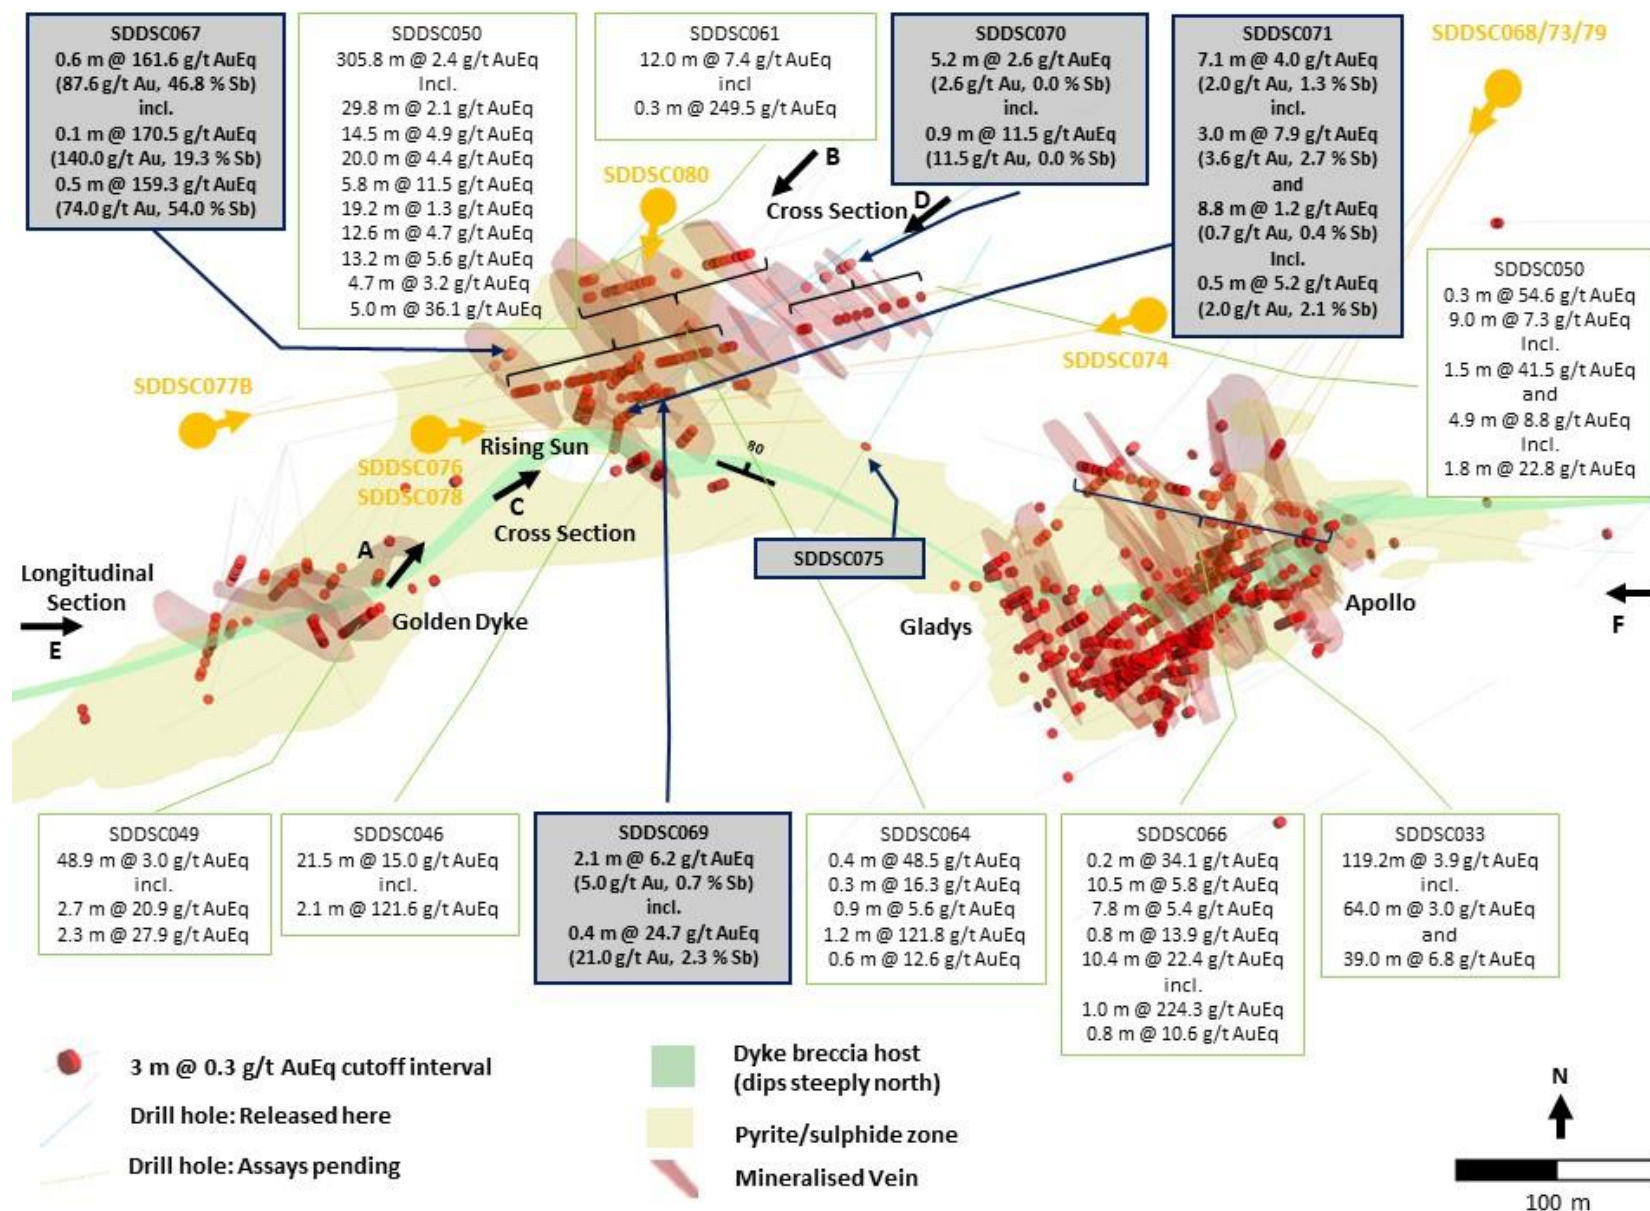 SDDSC067
0.6 m @ 161.6 g/t AuEq
(87.6 g/t Au, 46.8 % Sb)
incl.
0.1 m @ 170.5 g/t AuEq
(140.0 g/t Au, 19.3 % Sb)
0.5 m @ 159.3 g/t AuEq
(74.0 g/t Au, 54.0 % Sb)
SDDSC050
305.8 m @ 2.4 g/t AuEq
Incl.
29.8 m @ 2.1 g/t AuEq
14.5 m @ 4.9 g/t AuEq
20.0 m @ 4.4 g/t AuEq
5.8 m @ 11.5 g/t AuEq
19.2 m @ 1.3 g/t AuEq
12.6 m @ 4.7 g/t AuEq
13.2 m @ 5.6 g/t AuEq
4.7 m @ 3.2 g/t AuEq
5.0 m @ 36.1 g/t AuEq
SDDSC061
12.0 m @ 7.4 g/t AuEq
incl
0.3 m @ 249.5 g/t AuEq
SDDSC070
5.2 m @ 2.6 g/t AuEq
(2.6 g/t Au, 0.0 % Sb)
incl.
0.9 m @ 11.5 g/t AuEq
(11.5 g/t Au, 0.0 % Sb)
SDDSC071
7.1 m @ 4.0 g/t AuEq
(2.0 g/t Au, 1.3 % Sb)
incl.
3.0 m @ 7.9 g/t AuEq
(3.6 g/t Au, 2.7 % Sb)
and
8.8 m @ 1.2 g/t AuEq
(0.7 g/t Au, 0.4 % Sb)
Incl.
0.5 m @ 5.2 g/t AuEq
(2.0 g/t Au, 2.1 % Sb)
SDDSC068/73/79
SDDSC080
B
Cross Section
D
SDDSC050
0.3 m @ 54.6 g/t AuEq
9.0 m @ 7.3 g/t AuEq
Incl.
1.5 m @ 41.5 g/t AuEq
and
4.9 m @ 8.8 g/t AuEq
Incl.
1.8 m @ 22.8 g/t AuEq
SDDSC074
SDDSC077B
SDDSC076
SDDSC078
Rising Sun
80
C
Cross Section
SDDSC075
A
Longitudinal
Section
E
Golden Dyke
Gladys
Apollo
F
SDDSC049
48.9 m @ 3.0 g/t AuEq
incl.
2.7 m @ 20.9 g/t AuEq
2.3 m @ 27.9 g/t AuEq
SDDSC046
21.5 m @ 15.0 g/t AuEq
incl.
2.1 m @ 121.6 g/t AuEq
SDDSC069
2.1 m @ 6.2 g/t AuEq
(5.0 g/t Au, 0.7 % Sb)
incl.
0.4 m @ 24.7 g/t AuEq
(21.0 g/t Au, 2.3 % Sb)
SDDSC064
0.4 m @ 48.5 g/t AuEq
0.3 m @ 16.3 g/t AuEq
0.9 m @ 5.6 g/t AuEq
1.2 m @ 121.8 g/t AuEq
0.6 m @ 12.6 g/t AuEq
SDDSC066
0.2 m @ 34.1 g/t AuEq
10.5 m @ 5.8 g/t AuEq
7.8 m @ 5.4 g/t AuEq
0.8 m @ 13.9 g/t AuEq
10.4 m @ 22.4 g/t AuEq
incl.
1.0 m @ 224.3 g/t AuEq
0.8 m @ 10.6 g/t AuEq
SDDSC033
119.2m @ 3.9 g/t AuEq
incl.
64.0 m @ 3.0 g/t AuEq
and
39.0 m @ 6.8 g/t AuEq
3 m @ 0.3 g/t AuEq cutoff interval
Drill hole: Released here
Drill hole: Assays pending
Dyke breccia host
(dips steeply north)
Pyrite/sulphide zone
Mineralised Vein
N
100 m